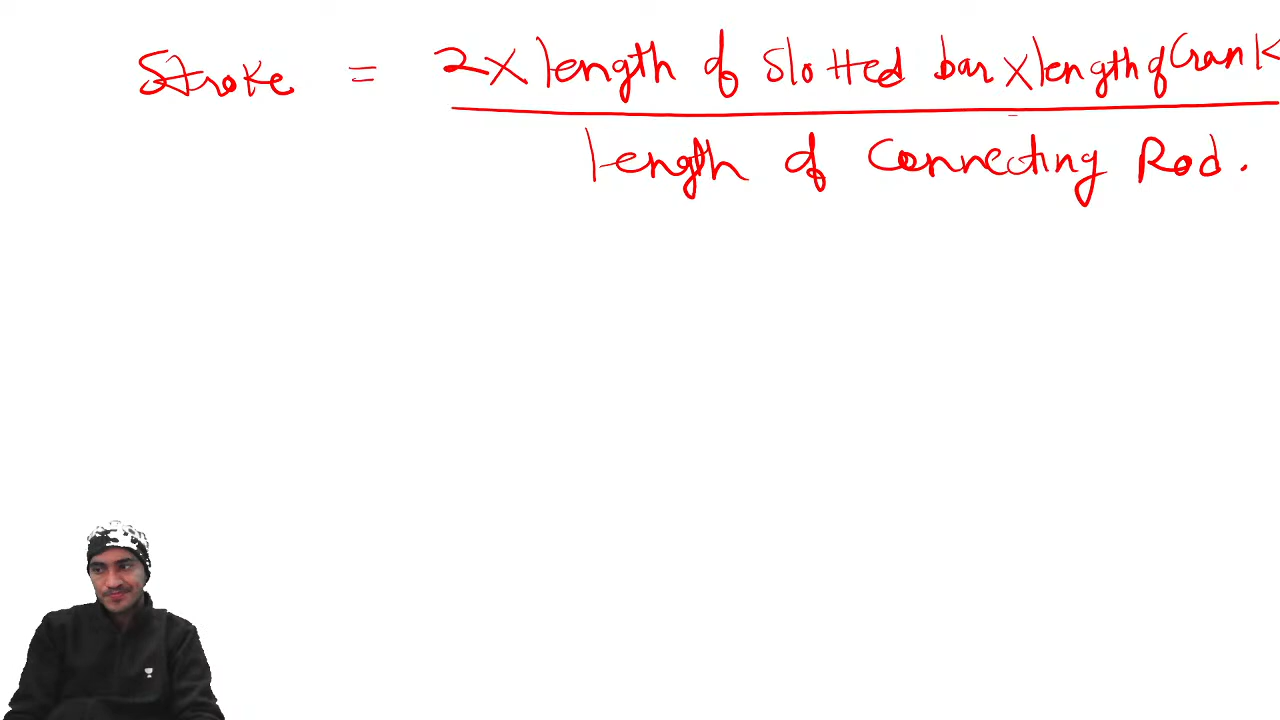 Stroke = 2 x length of slotted bar x length of Crank
length of Connecting Rod.